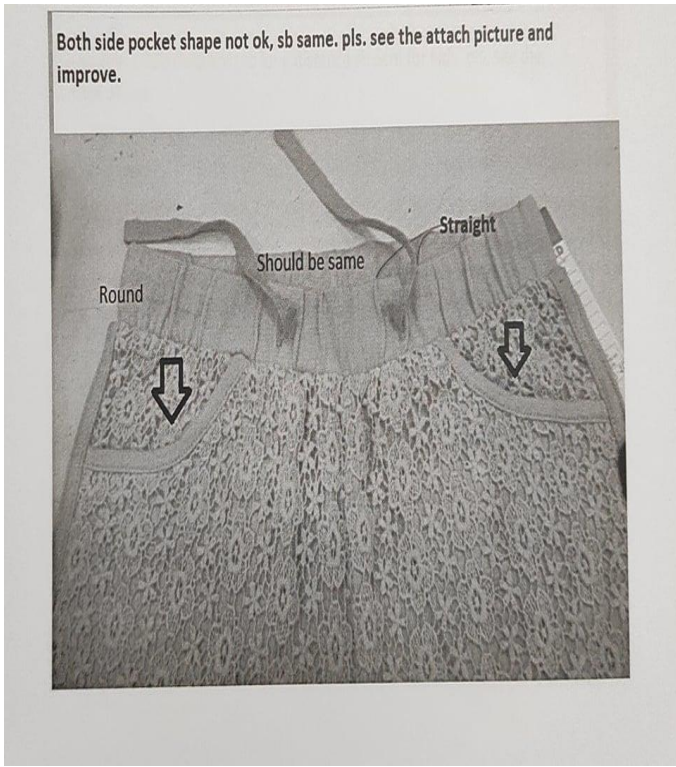 Both side pocket shape not ok, sb same. pls. see the attach picture and
improve.
Straight
Should be same
Round